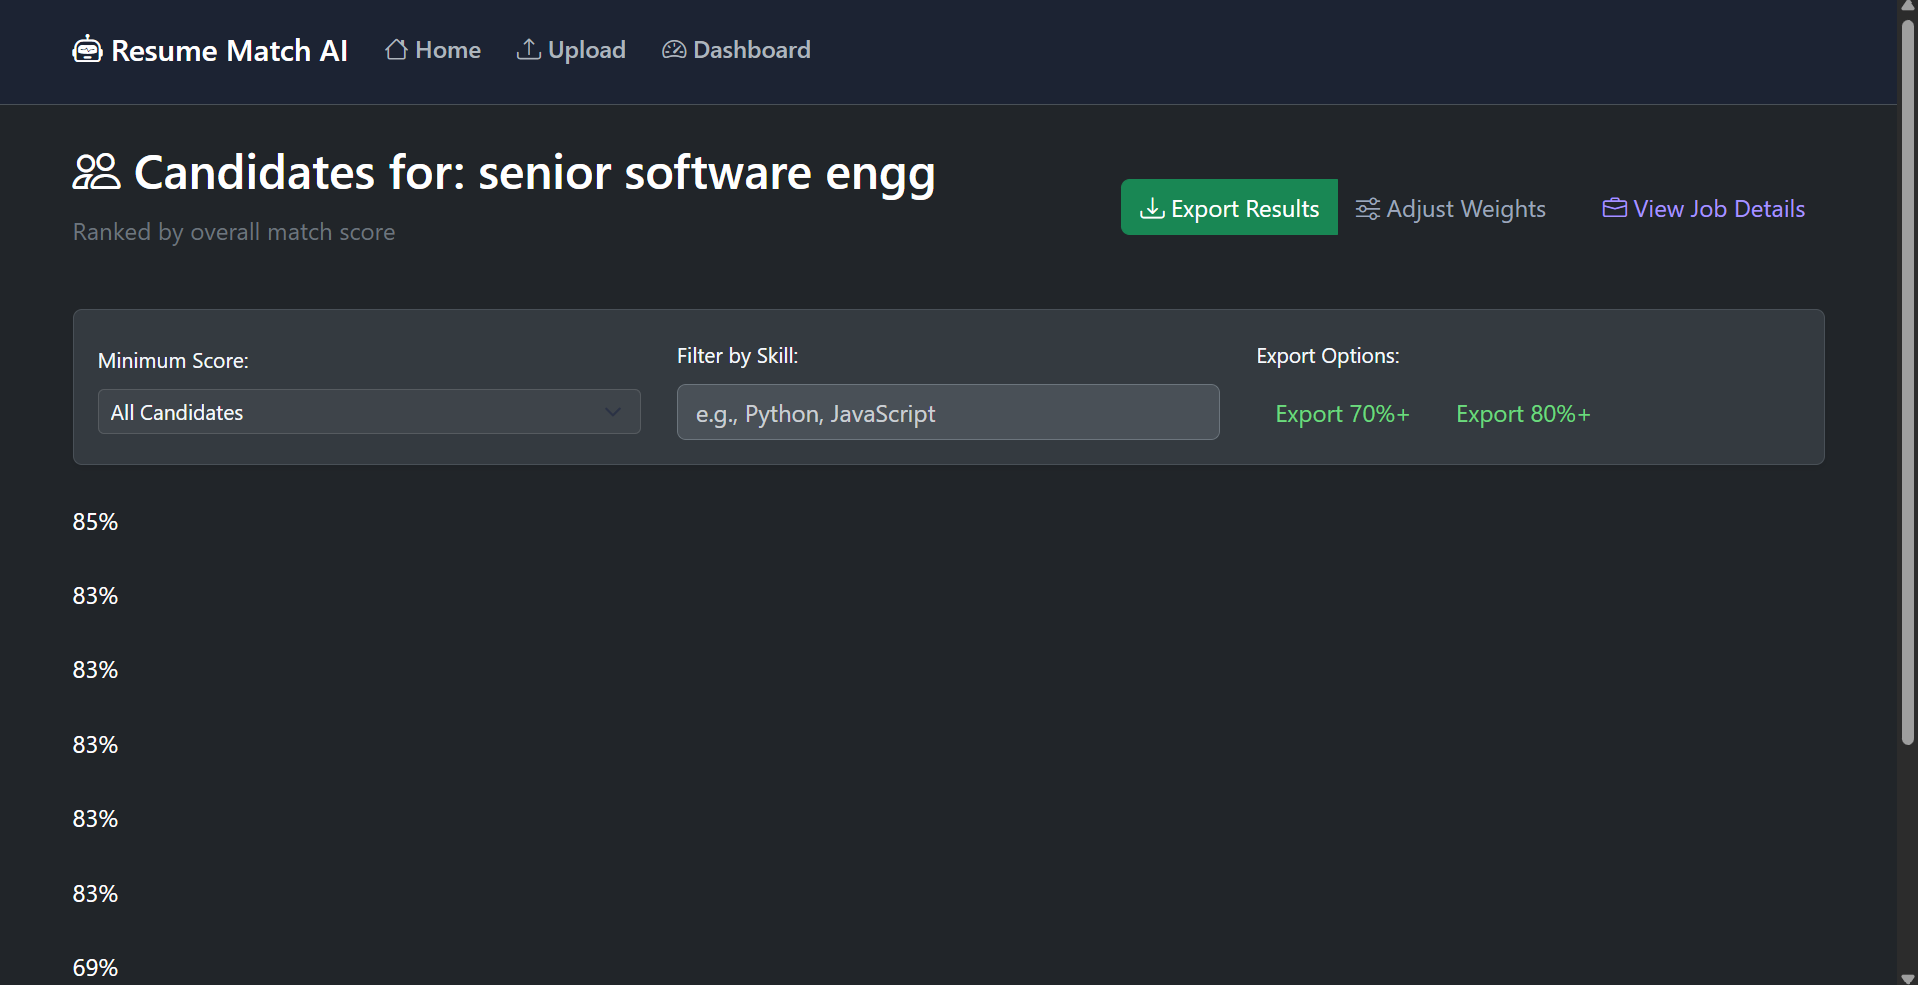 Resume Match AI Home Upload Dashboard
Candidates for: senior software engg
Ranked by overall match score
Export Results Adjust Weights View Job Details
Minimum Score:
All Candidates
Filter by Skill:
e.g., Python, JavaScript
Export Options:
Export 70%+ Export 80%+
85%
83%
83%
83%
83%
83%
69%